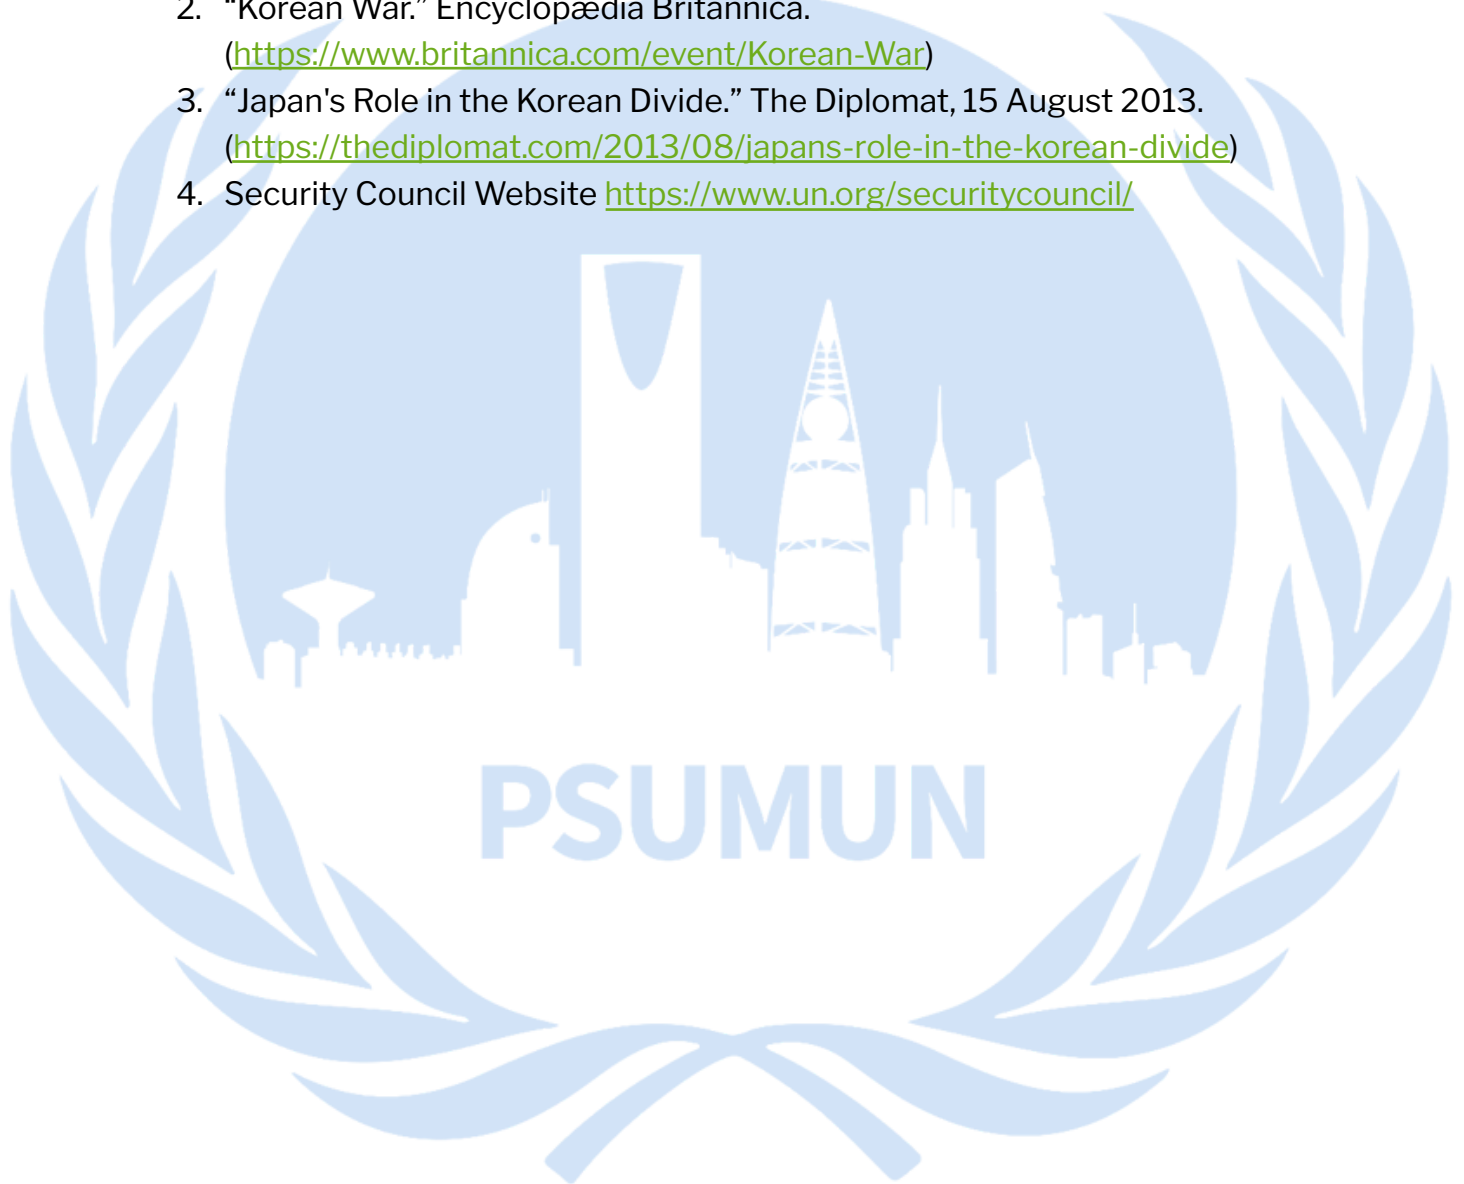 2. “Korean War.” Encyclopædia Britannica.
(https://www.britannica.com/event/Korean-War)
3. “Japan's Role in the Korean Divide.” The Diplomat, 15 August 2013.
(https://thediplomat.com/2013/08/japans-role-in-the-korean-divide)
4. Security Council Website https://www.un.org/securitycouncil/
PSUMUN